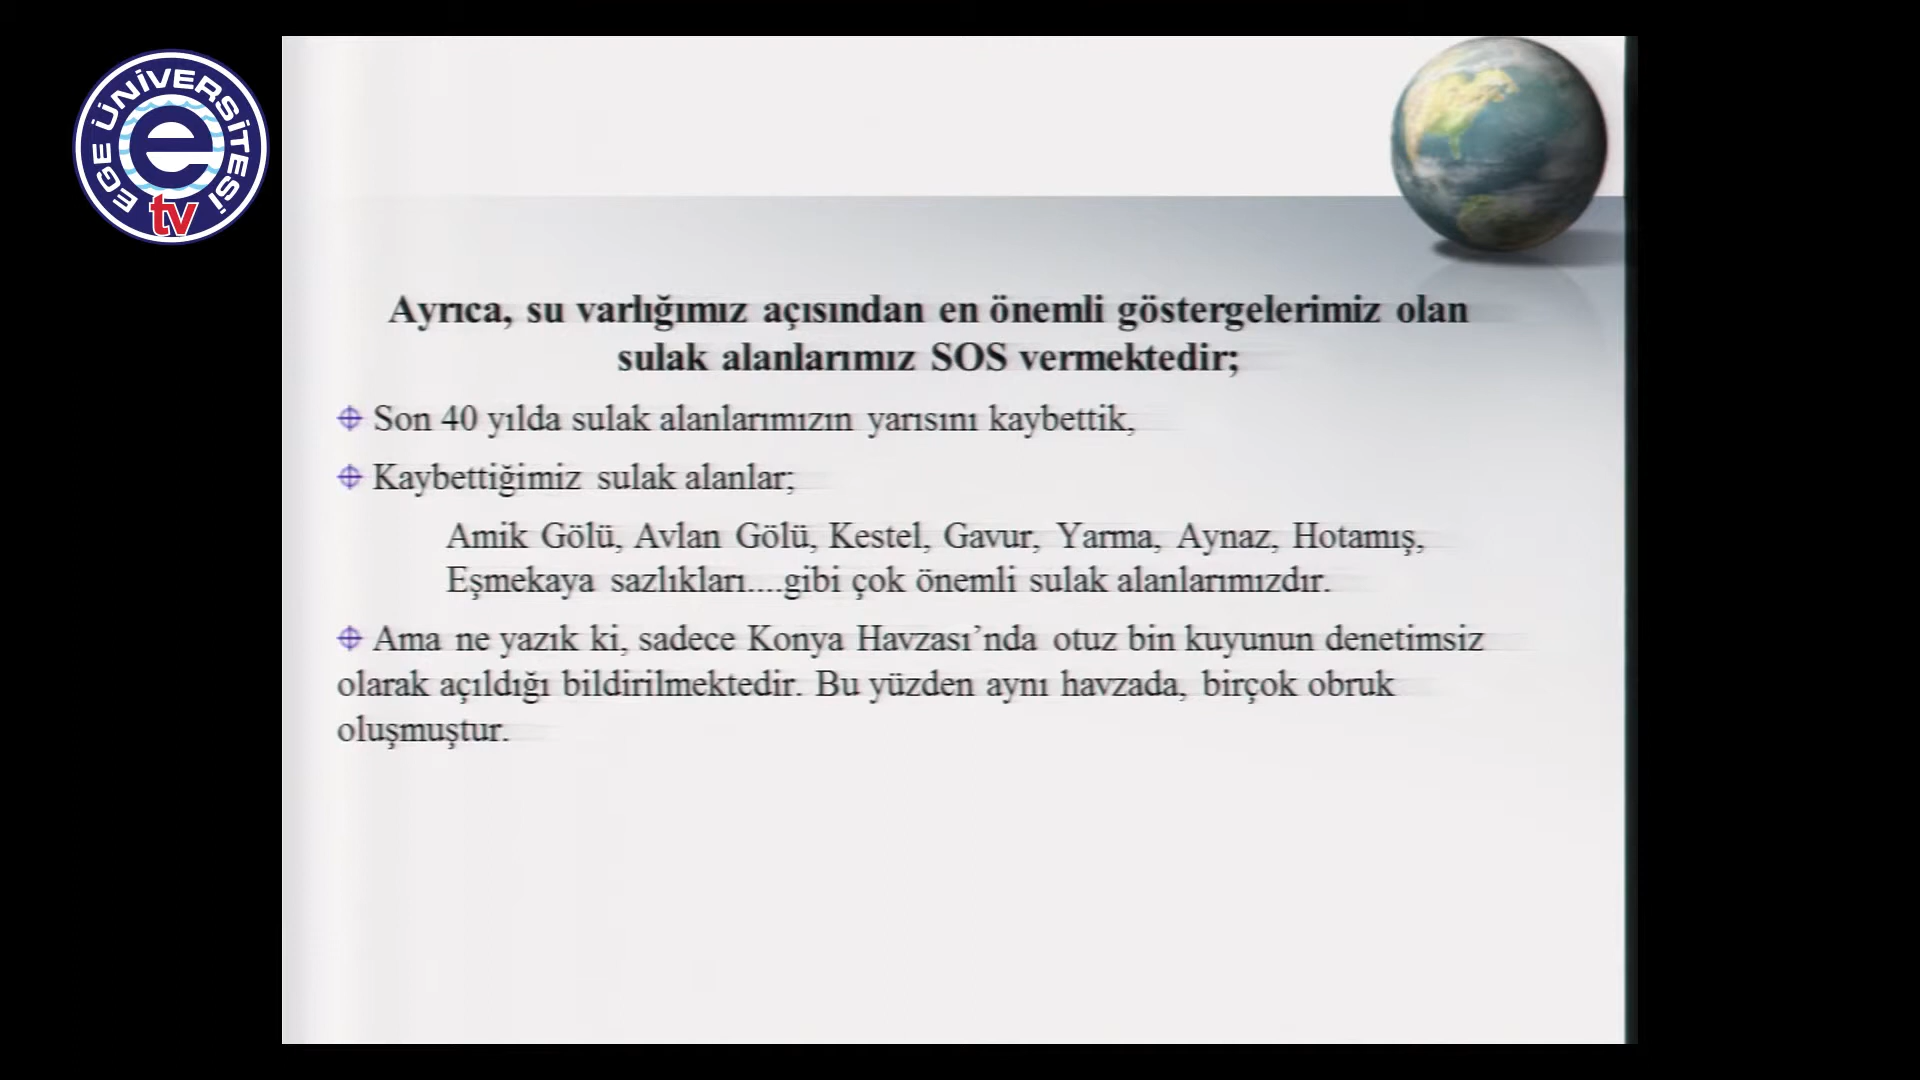 EGE ÜNİVERSİTESİ
e
tv
Ayrıca, su varlığımız açısından en önemli göstergelerimiz olan
sulak alanlarımız SOS vermektedir;
Son 40 yılda sulak alanlarımızın yarısını kaybettik,
Kaybettiğimiz sulak alanlar;
Amik Gölü, Avlan Gölü, Kestel, Gavur, Yarma, Aynaz, Hotamış,
Eşmekaya sazlıkları....gibi çok önemli sulak alanlarımızdır.
Ama ne yazık ki, sadece Konya Havzası’nda otuz bin kuyunun denetimsiz
olarak açıldığı bildirilmektedir. Bu yüzden aynı havzada, birçok obruk
oluşmuştur.